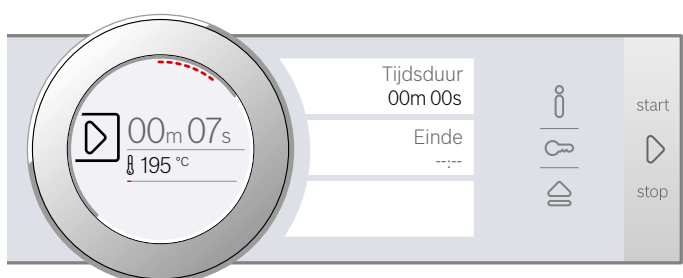 00m 07s
195 °C
Tijdsduur
00m 00s
Einde
--:--
start
stop